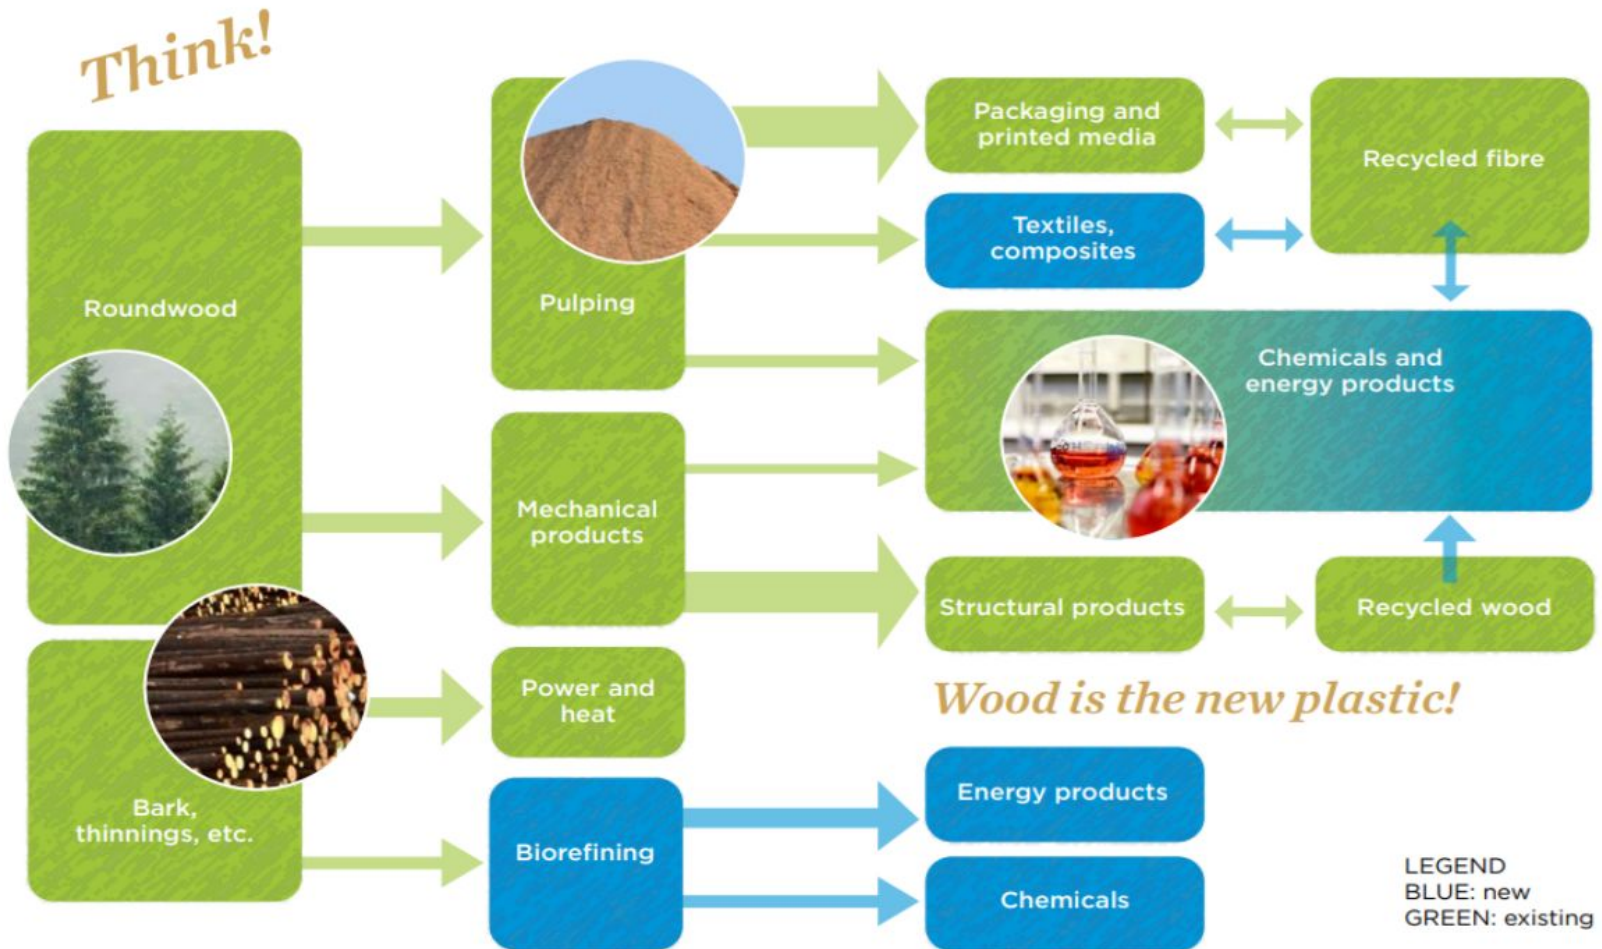 Think!
Roundwood
Bark,
thinnings, etc.
Pulping
Mechanical
products
Power and
heat
Biorefining
Packaging and
printed media
Textiles,
composites
Chemicals and
energy products
Structural products
Recycled fibre
Recycled wood
Wood is the new plastic!
Energy products
Chemicals
LEGEND
BLUE: new
GREEN: existing